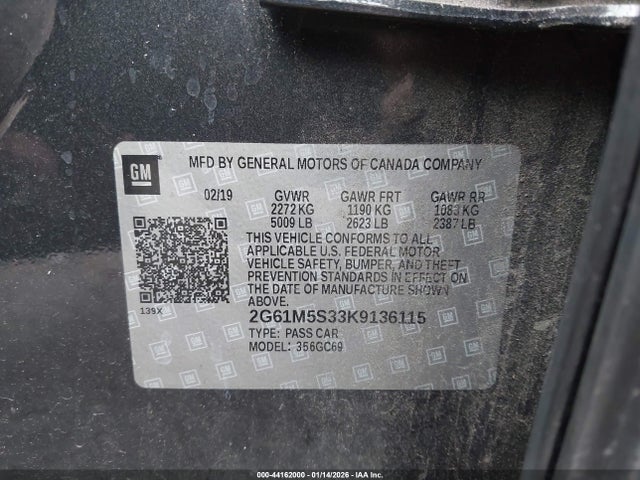 GM
MFD BY GENERAL MOTORS OF CANADA COMPANY
02/19 GVWR GAWR FRT GAWR RR
2272 KG 1190 KG 1083 KG
5009 LB 2623 LB 2387 LB
THIS VEHICLE CONFORMS TO ALL
APPLICABLE U.S. FEDERAL MOTOR
VEHICLE SAFETY, BUMPER, AND THEFT
PREVENTION STANDARDS IN EFFECT ON
THE DATE OF MANUFACTURE SHOWN
ABOVE.
139X
2G61M5S33K9136115
TYPE: PASS CAR
MODEL: 356GC69
000-44162000 - 01/14/2026 - IAA Inc.